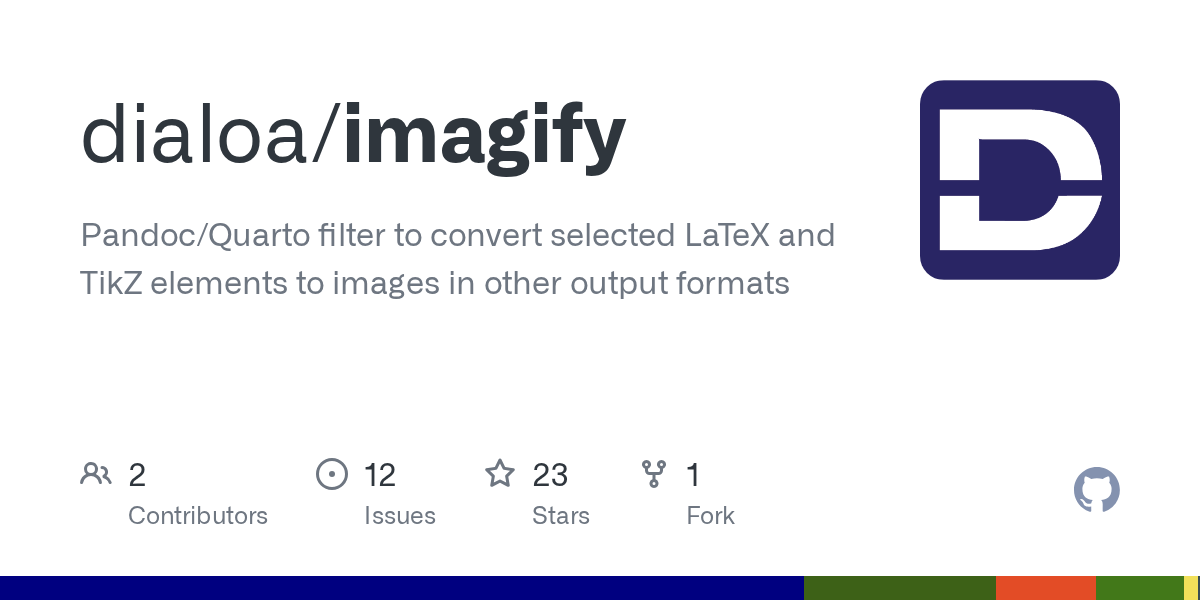 dialoa/imagify
Pandoc/Quarto filter to convert selected LaTeX and
TikZ elements to images in other output formats
2 12 23 1
Contributors Issues Stars Fork